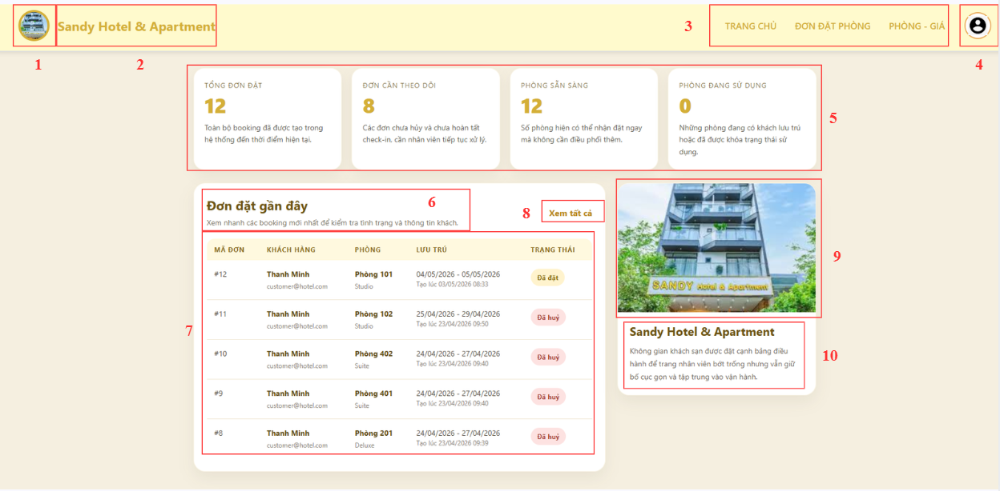 Sandy Hotel & Apartment
3
TRANG CHỦ ĐƠN ĐẶT PHÒNG PHÒNG - GIÁ
1
2
4
TỔNG ĐƠN ĐẶT
12
Toàn bộ booking đã được tạo trong
hệ thống đến thời điểm hiện tại.
ĐƠN CẦN THEO DÕI
8
Các đơn chưa hủy và chưa hoàn tất
check-in, cần nhân viên tiếp tục xử lý.
PHÒNG SẴN SÀNG
12
Số phòng hiện có thể nhận đặt ngay
mà không cần điều phối thêm.
PHÒNG ĐANG SỬ DỤNG
0
Những phòng đang có khách lưu trú
hoặc đã được khóa trạng thái sử
dụng.
5
Đơn đặt gần đây
6
Xem nhanh các booking mới nhất để kiểm tra tình trạng và thông tin khách.
8
Xem tất cả
MÃ ĐƠN KHÁCH HÀNG PHÒNG LƯU TRÚ TRẠNG THÁI
#12 Thanh Minh Phòng 101 04/05/2026 - 05/05/2026 Đã đặt
customer@hotel.com Studio Tạo lúc 03/05/2026 08:33
#11 Thanh Minh Phòng 102 25/04/2026 - 29/04/2026 Đã huỷ
customer@hotel.com Studio Tạo lúc 23/04/2026 09:50
7
#10 Thanh Minh Phòng 402 24/04/2026 - 27/04/2026 Đã huỷ
customer@hotel.com Suite Tạo lúc 23/04/2026 09:40
#9 Thanh Minh Phòng 401 24/04/2026 - 27/04/2026 Đã huỷ
customer@hotel.com Suite Tạo lúc 23/04/2026 09:40
#8 Thanh Minh Phòng 201 24/04/2026 - 27/04/2026 Đã huỷ
customer@hotel.com Deluxe Tạo lúc 23/04/2026 09:39
SANDY Hotel & Apartment
9
Sandy Hotel & Apartment
Không gian khách sạn được đặt cạnh bảng điều
hành để trang nhân viên bớt trống nhưng vẫn giữ
bố cục gọn và tập trung vào vận hành.
10